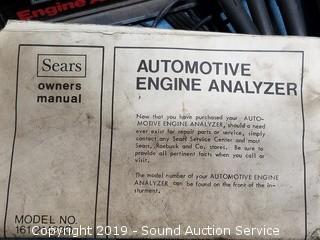 Engine An
Sears
owners
manual
AUTOMOTIVE
ENGINE ANALYZER
Now that you have purchased your AUTO-
MOTIVE ENGINE ANALYZER, should a need
ever exist for repair parts or service, simply
contact any Sears Service Center and most
Sears, Roebuck and Co. stores. Be sure to
provide all pertinent facts when you call or
visit.
The model number of your AUTOMOTIVE ENGINE
ANALYZER can be found on the front of the in-
sturment.
MODEL NO.
161
Copyright 2019 - Sound Auction Service